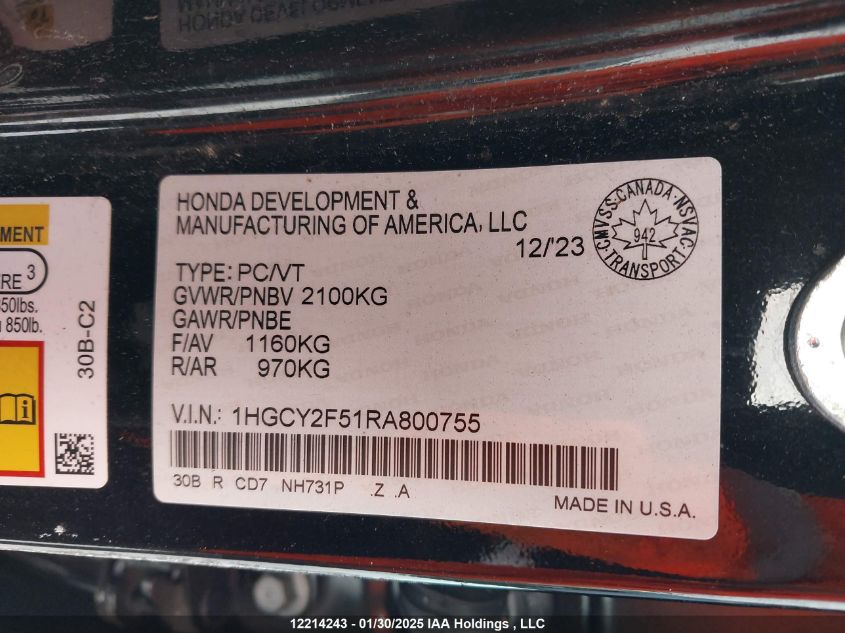 HONDA DEVELOPMENT &
MANUFACTURING OF AMERICA, LLC
12/'23
CMVSS·CANADA·NSVAC
·TRANSPORT·
942
TYPE: PC/VT
GVWR/PNBV 2100KG
GAWR/PNBE
F/AV 1160KG
R/AR 970KG
V.I.N.: 1HGCY2F51RA800755
30B R CD7 NH731P .Z .A
MADE IN U.S.A.
MENT
RE 3
850lbs.
850lb.
30B-C2
12214243 - 01/30/2025 IAA Holdings , LLC